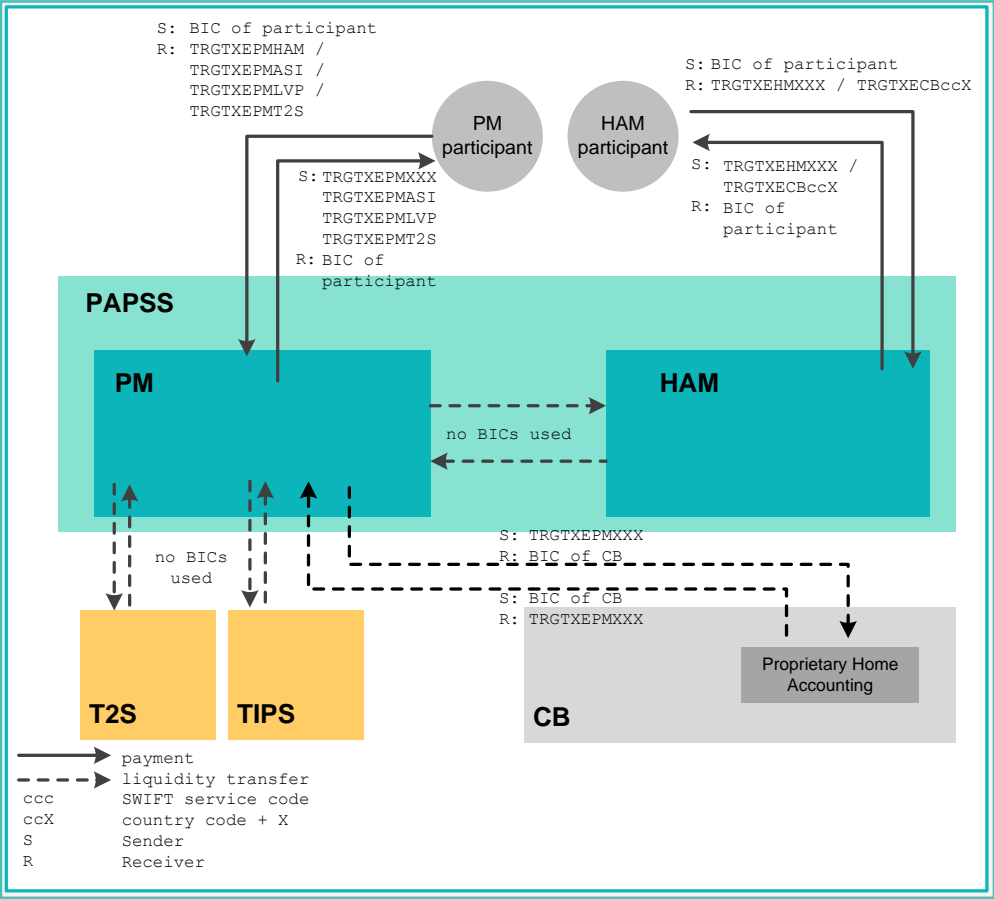 S: BIC of participant
R: TRGTXEPMHAM /
TRGTXEPMASI /
TRGTXEPMLVP /
TRGTXEPMT2S
S: BIC of participant
R: TRGTXEHMXXX / TRGTXECBccX
PM
participant
HAM
participant
S: TRGTXEPMXXX
TRGTXEPMASI
TRGTXEPMLVP
TRGTXEPMT2S
R: BIC of
participant
S: TRGTXEHMXXX /
TRGTXECBccX
R: BIC of
participant
PAPSS
PM
HAM
no BICs used
no BICs
used
S: TRGTXEPMXXX
R: BIC of CB
S: BIC of CB
R: TRGTXEPMXXX
Proprietary Home
Accounting
T2S
TIPS
CB
payment
liquidity transfer
ccc SWIFT service code
ccX country code + X
S Sender
R Receiver